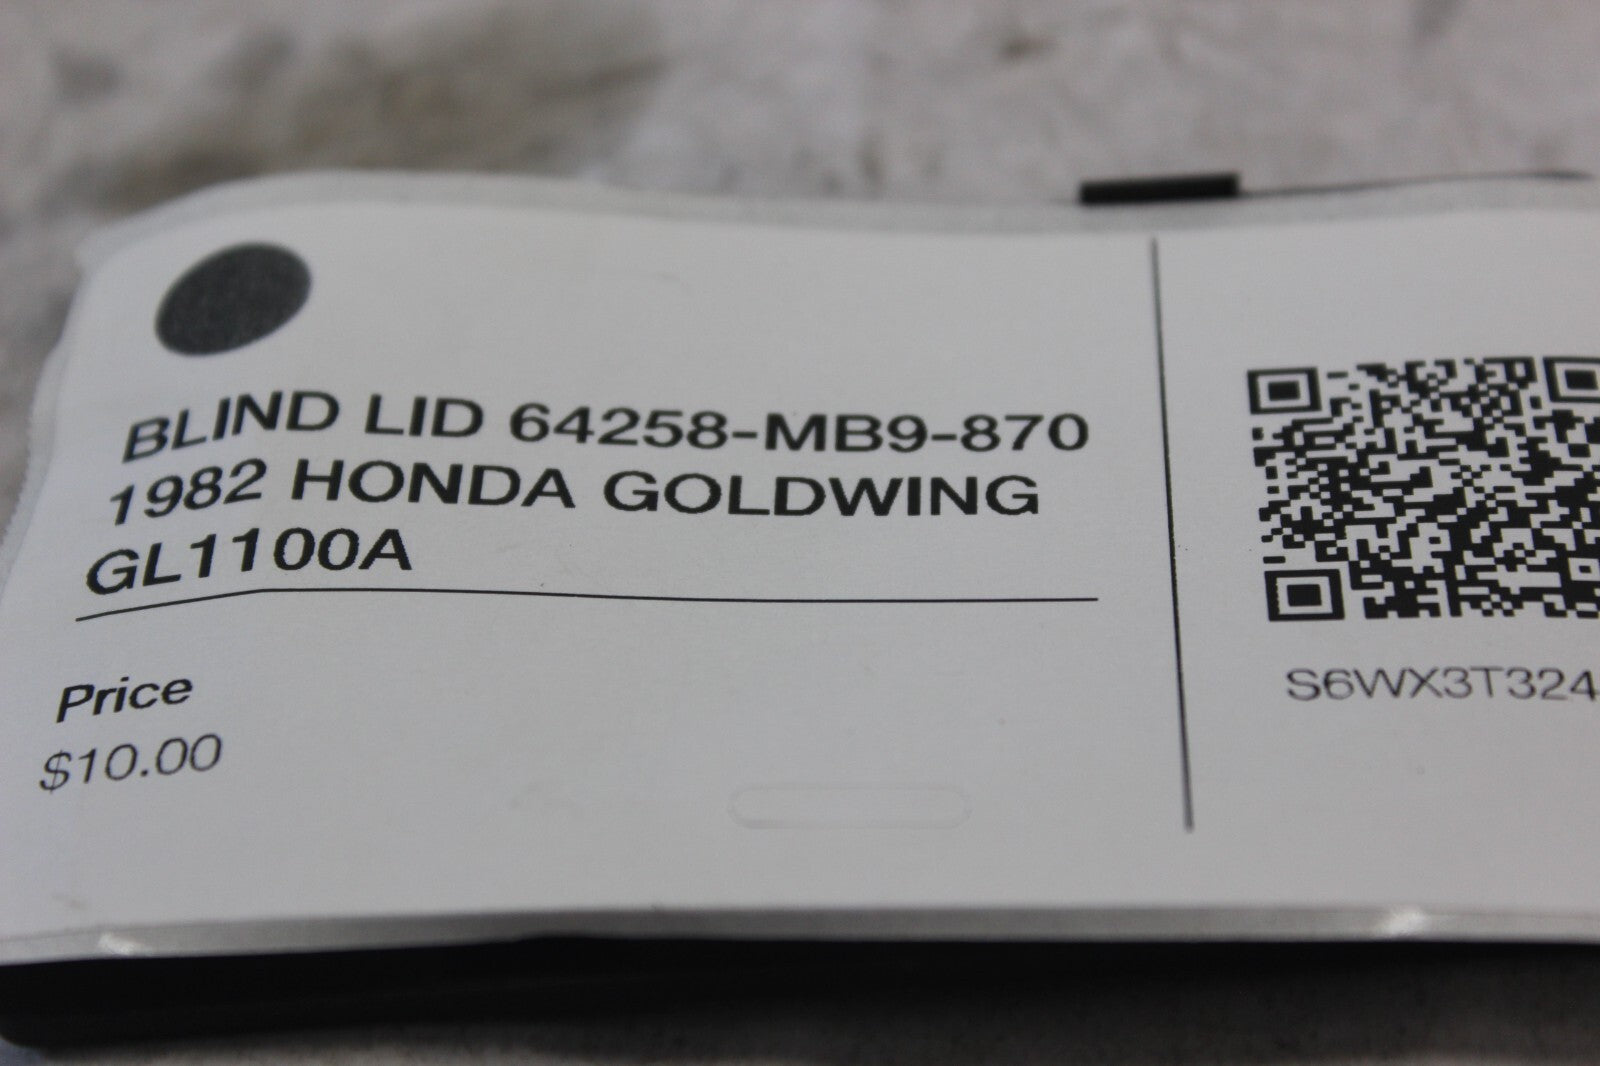 BLIND LID 64258-MB9-870
1982 HONDA GOLDWING
GL1100A
Price
$10.00
S6WX3T324